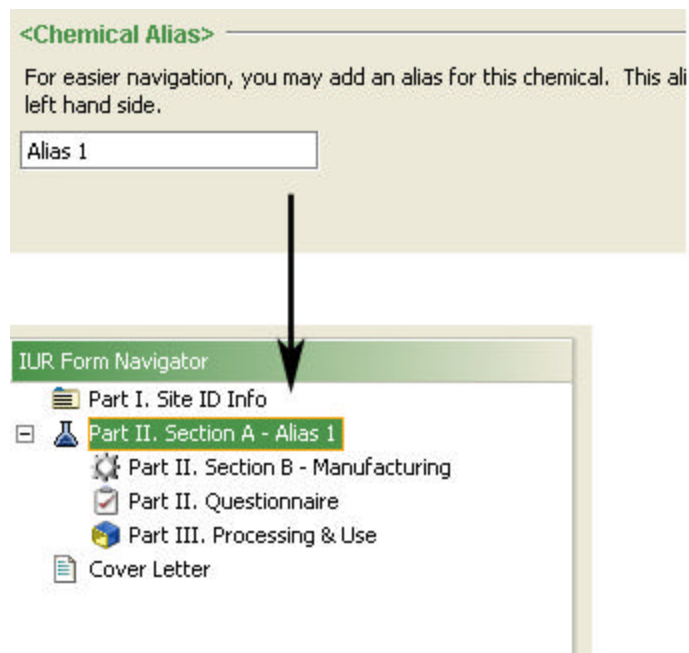 <Chemical Alias>
For easier navigation, you may add an alias for this chemical. This ali
left hand side.
Alias 1
IUR Form Navigator
Part I. Site ID Info
Part II. Section A - Alias 1
Part II. Section B - Manufacturing
Part II. Questionnaire
Part III. Processing & Use
Cover Letter